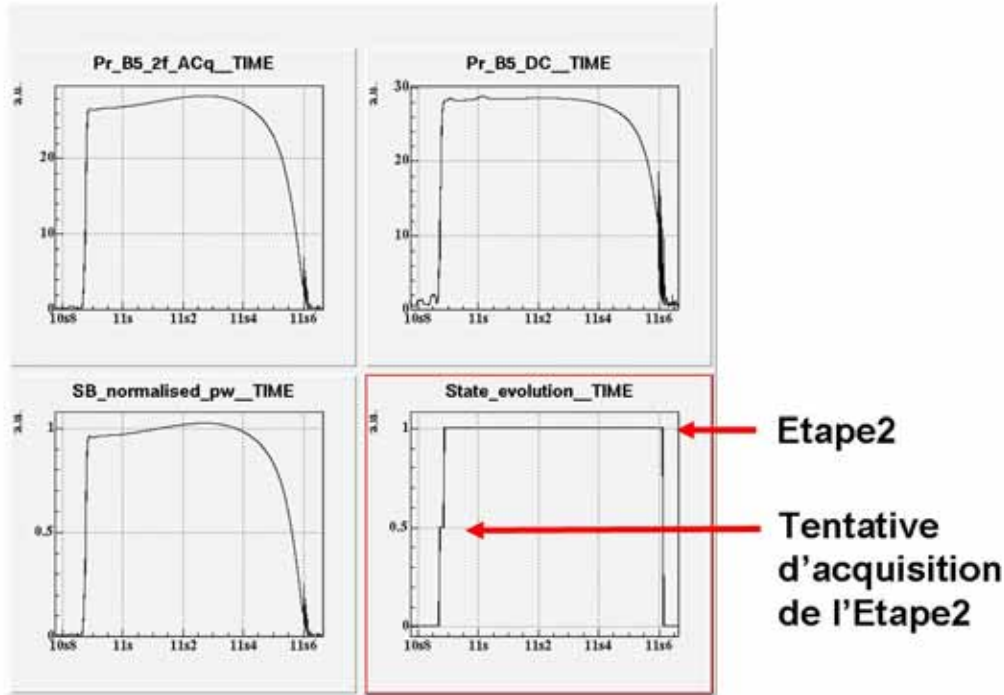 Pr_B5_2f_ACq__TIME
a.u.
20
10
0
10s8 11s 11s2 11s4 11s6
Pr_B5_DC__TIME
a.u.
30
20
10
0
10s8 11s 11s2 11s4 11s6
SB_normalised_pw__TIME
a.u.
1
0.5
0
10s8 11s 11s2 11s4 11s6
State_evolution__TIME
a.u.
1
0.5
0
10s8 11s 11s2 11s4 11s6
Etape2
Tentative
d'acquisition
de l'Etape2